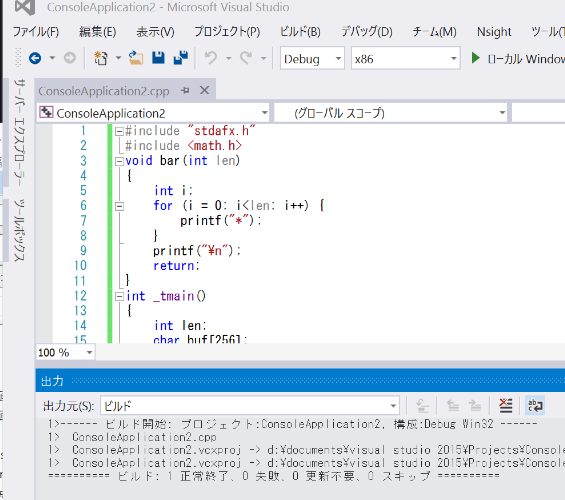 ConsoleApplication2 - Microsoft Visual Studio
ファイル(F) 編集(E) 表示(V) プロジェクト(P) ビルド(B) デバッグ(D) チーム(M) Nsight ツール(T
Debug x86 ローカル Window
サーバー エクスプローラー
ツールボックス
ConsoleApplication2.cpp
ConsoleApplication2 (グローバル スコープ)
1 #include "stdafx.h"
2 #include <math.h>
3 void bar(int len)
4 {
5 int i;
6 for (i = 0; i<len; i++) {
7 printf("*");
8 }
9 printf("¥n");
10 return;
11 }
12 int _tmain()
13 {
14 int len;
15 char buf[256];
100 %
出力
出力元(S): ビルド
1>------ ビルド開始: プロジェクト:ConsoleApplication2, 構成:Debug Win32 ------
1> ConsoleApplication2.cpp
1> ConsoleApplication2.vcxproj -> d:¥documents¥visual studio 2015¥Projects¥Console
1> ConsoleApplication2.vcxproj -> d:¥documents¥visual studio 2015¥Projects¥Console
========== ビルド: 1 正常終了、0 失敗、0 更新不要、0 スキップ ==========